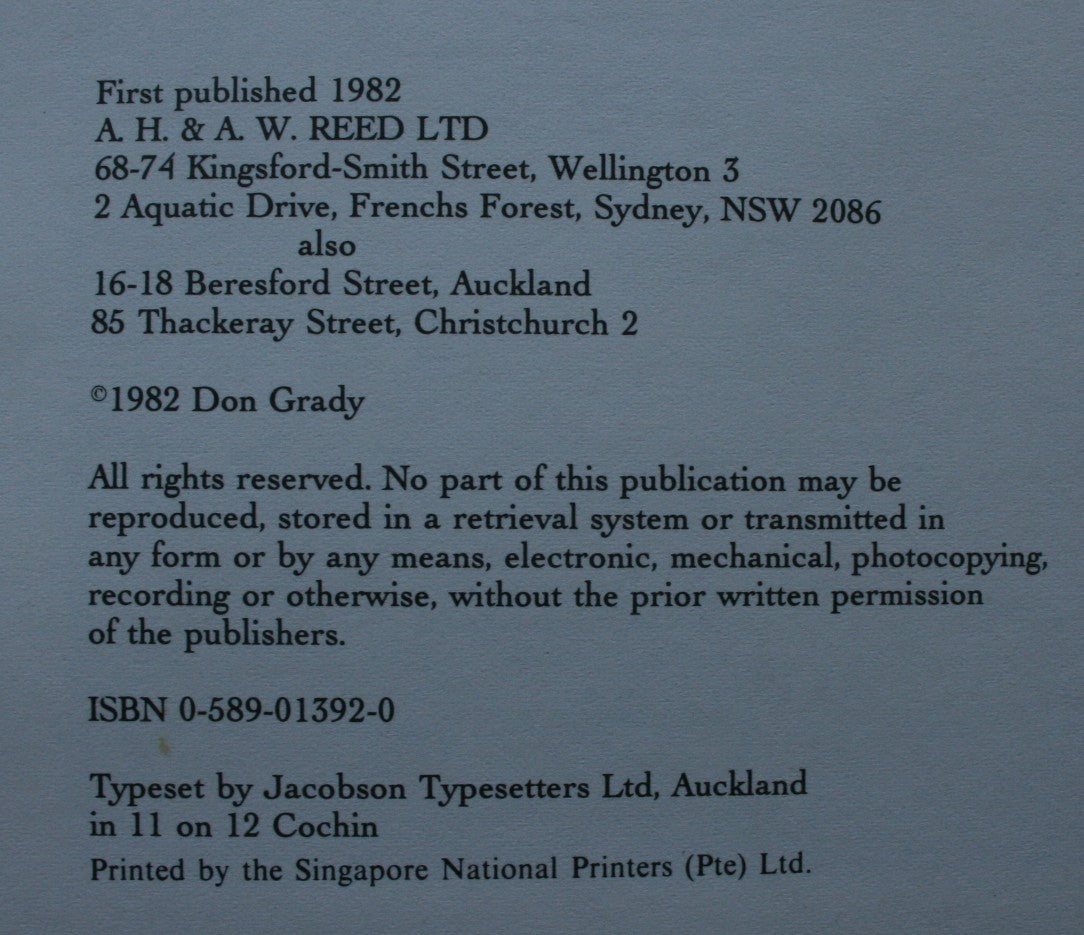 First published 1982
A. H. & A. W. REED LTD
68-74 Kingsford-Smith Street, Wellington 3
2 Aquatic Drive, Frenchs Forest, Sydney, NSW 2086
also
16-18 Beresford Street, Auckland
85 Thackeray Street, Christchurch 2
©1982 Don Grady
All rights reserved. No part of this publication may be
reproduced, stored in a retrieval system or transmitted in
any form or by any means, electronic, mechanical, photocopying,
recording or otherwise, without the prior written permission
of the publishers.
ISBN 0-589-01392-0
Typeset by Jacobson Typesetters Ltd, Auckland
in 11 on 12 Cochin
Printed by the Singapore National Printers (Pte) Ltd.